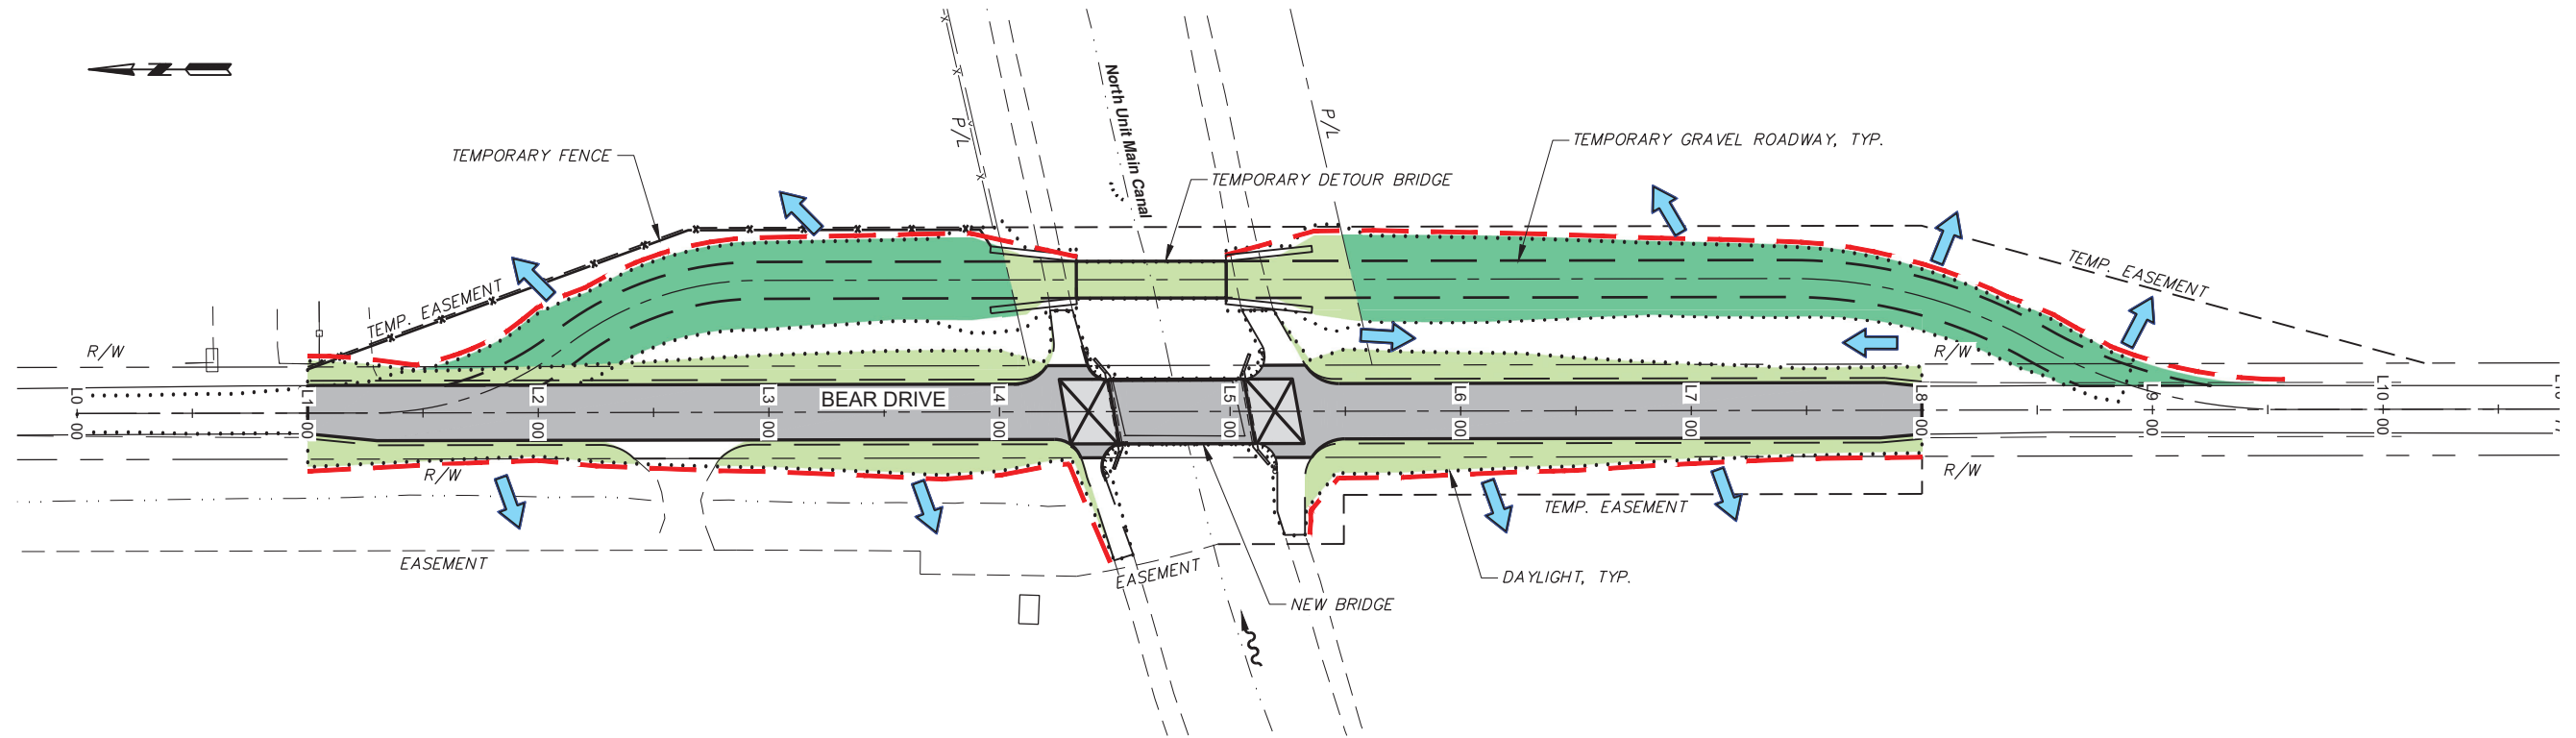 N
North Unit Main Canal
P/L
P/L
TEMPORARY GRAVEL ROADWAY, TYP.
TEMPORARY FENCE
TEMPORARY DETOUR BRIDGE
TEMP. EASEMENT
TEMP. EASEMENT
R/W
R/W
L0 00
L1 00
L2 00
L3 00
BEAR DRIVE
L4 00
L5 00
L6 00
L7 00
L8 00
L9 00
L10 00
R/W
R/W
TEMP. EASEMENT
EASEMENT
EASEMENT
DAYLIGHT, TYP.
NEW BRIDGE